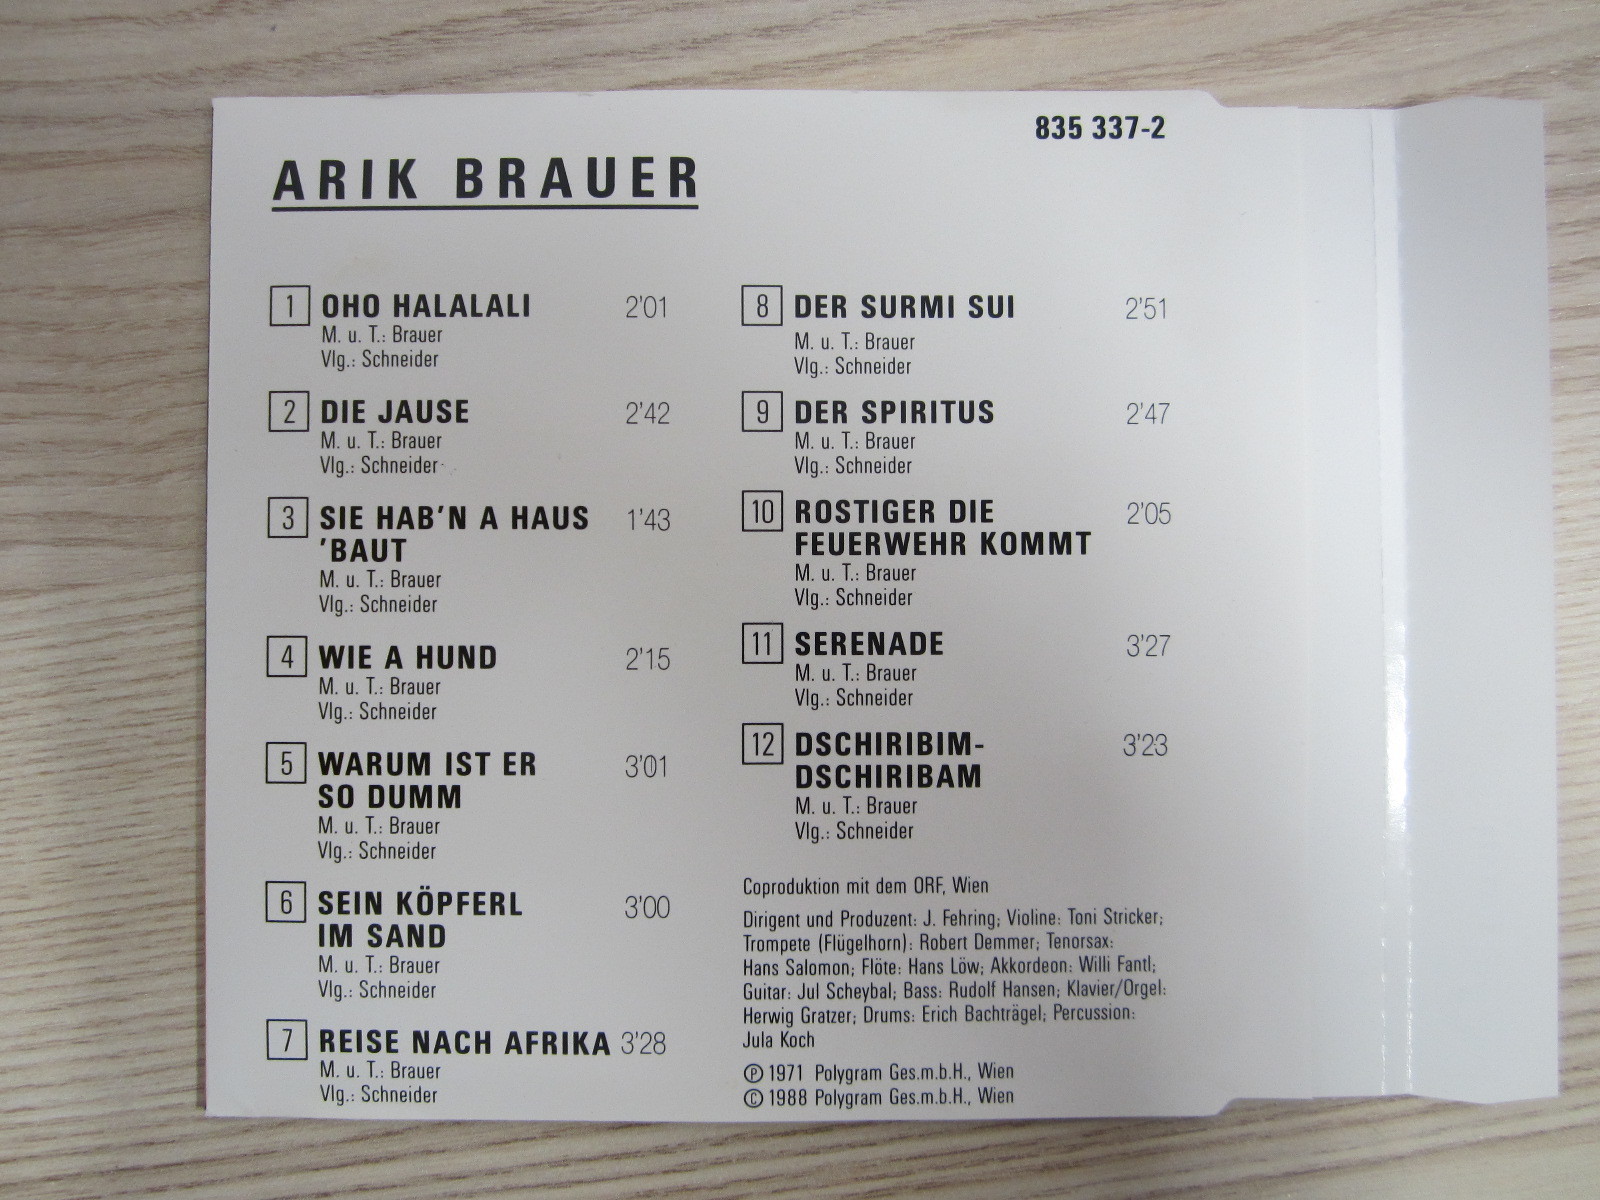 835 337-2
ARIK BRAUER
1 OHO HALALALI 2'01
M. u. T.: Brauer
Vlg.: Schneider
2 DIE JAUSE 2'42
M. u. T.: Brauer
Vlg.: Schneider
3 SIE HAB'N A HAUS 1'43
'BAUT
M. u. T.: Brauer
Vlg.: Schneider
4 WIE A HUND 2'15
M. u. T.: Brauer
Vlg.: Schneider
5 WARUM IST ER 3'01
SO DUMM
M. u. T.: Brauer
Vlg.: Schneider
6 SEIN KÖPFERL 3'00
IM SAND
M. u. T.: Brauer
Vlg.: Schneider
7 REISE NACH AFRIKA 3'28
M. u. T.: Brauer
Vlg.: Schneider
8 DER SURMI SUI 2'51
M. u. T.: Brauer
Vlg.: Schneider
9 DER SPIRITUS 2'47
M. u. T.: Brauer
Vlg.: Schneider
10 ROSTIGER DIE 2'05
FEUERWEHR KOMMT
M. u. T.: Brauer
Vlg.: Schneider
11 SERENADE 3'27
M. u. T.: Brauer
Vlg.: Schneider
12 DSCHIRIBIM- 3'23
DSCHIRIBAM
M. u. T.: Brauer
Vlg.: Schneider
Coproduktion mit dem ORF, Wien
Dirigent und Produzent: J. Fehring; Violine: Toni Stricker;
Trompete (Flügelhorn): Robert Demmer; Tenorsax:
Hans Salomon; Flöte: Hans Löw; Akkordeon: Willi Fantl;
Guitar: Jul Scheybal; Bass: Rudolf Hansen; Klavier/Orgel:
Herwig Gratzer; Drums: Erich Bachträgel; Percussion:
Jula Koch
Ⓟ 1971 Polygram Ges.m.b.H., Wien
© 1988 Polygram Ges.m.b.H., Wien